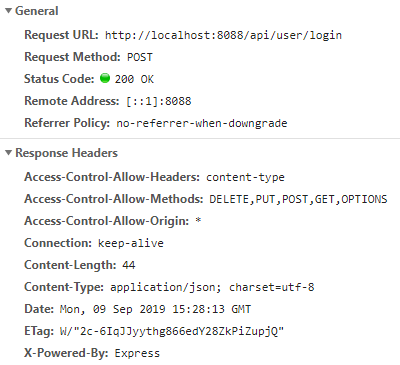 General
Request URL: http://localhost:8088/api/user/login
Request Method: POST
Status Code: 200 OK
Remote Address: [::1]:8088
Referrer Policy: no-referrer-when-downgrade
Response Headers
Access-Control-Allow-Headers: content-type
Access-Control-Allow-Methods: DELETE,PUT,POST,GET,OPTIONS
Access-Control-Allow-Origin: *
Connection: keep-alive
Content-Length: 44
Content-Type: application/json; charset=utf-8
Date: Mon, 09 Sep 2019 15:28:13 GMT
ETag: W/"2c-6IqJJyythg866edY28ZkPiZupjQ"
X-Powered-By: Express